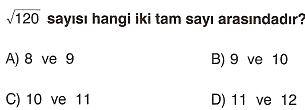 √120 sayısı hangi iki tam sayı arasındadır?
A) 8 ve 9 B) 9 ve 10
C) 10 ve 11 D) 11 ve 12